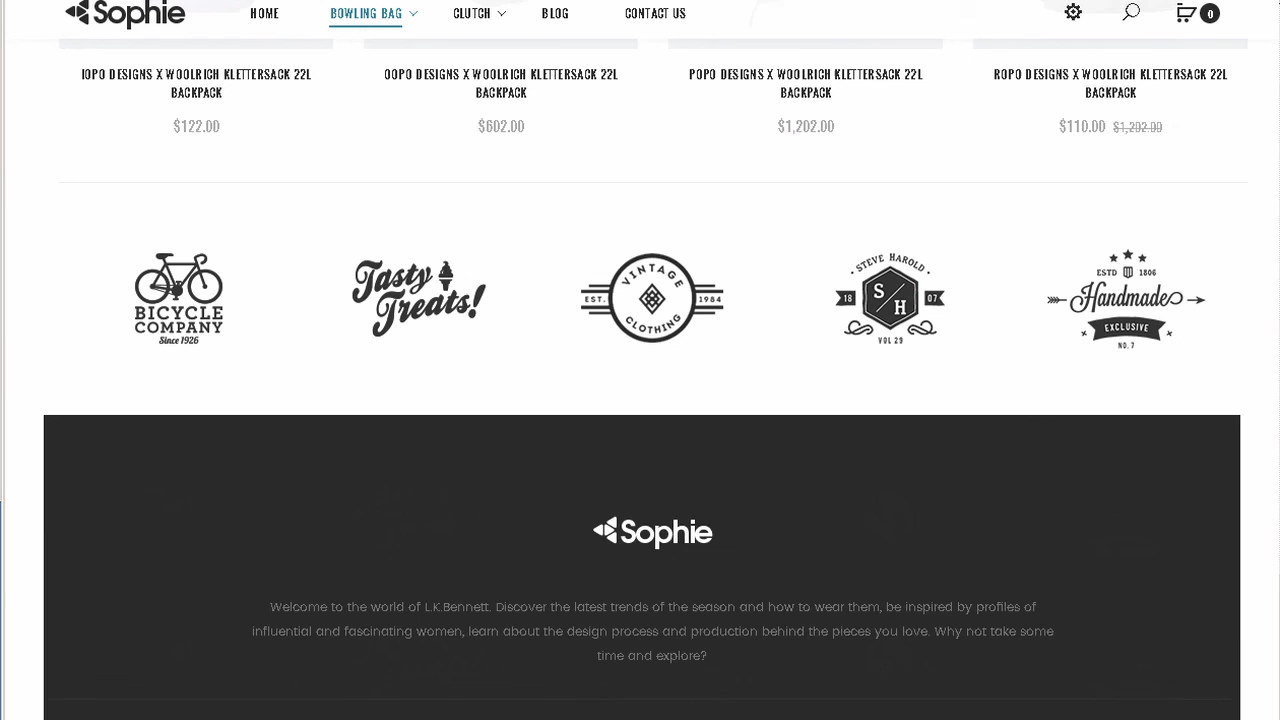 Sophie
HOME
BOWLING BAG
CLUTCH
BLOG
CONTACT US
0
IOPO DESIGNS X WOOLRICH KLETTERSACK 22L
BACKPACK
$122.00
OOPO DESIGNS X WOOLRICH KLETTERSACK 22L
BACKPACK
$602.00
POPO DESIGNS X WOOLRICH KLETTERSACK 22L
BACKPACK
$1,202.00
ROPO DESIGNS X WOOLRICH KLETTERSACK 22L
BACKPACK
$110.00 $1,202.00
BICYCLE
COMPANY
Since 1926
Tasty
Treats!
VINTAGE
EST. 1984
CLOTHING
STEVE HAROLD
18 S H 07
VOL 29
ESTD 1806
Handmade
EXCLUSIVE
NO. 7
Sophie
Welcome to the world of L.K.Bennett. Discover the latest trends of the season and how to wear them, be inspired by profiles of
influential and fascinating women, learn about the design process and production behind the pieces you love. Why not take some
time and explore?